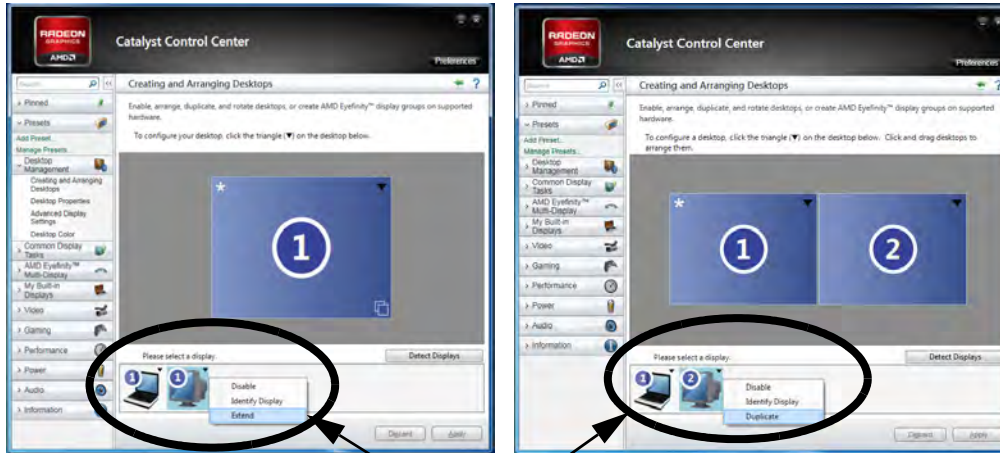 RADEON
GRAPHICS
AMD
Catalyst Control Center
Preferences
Search
Creating and Arranging Desktops
Pinned
Enable, arrange, duplicate, and rotate desktops, or create AMD Eyefinity™ display groups on supported
hardware.
Presets
Add Preset...
Manage Presets...
To configure your desktop, click the triangle (▼) on the desktop below.
Desktop
Management
Creating and Arranging
Desktops
Desktop Properties
Advanced Display
Settings
Desktop Color
Common Display
Tasks
AMD Eyefinity™
Multi-Display
My Built-in
Displays
Video
Gaming
Performance
Power
Audio
Information
1
Please select a display.
Detect Displays
1
1
Disable
Identify Display
Extend
Discard
Apply
RADEON
GRAPHICS
AMD
Catalyst Control Center
Preferences
Search
Creating and Arranging Desktops
Pinned
Enable, arrange, duplicate, and rotate desktops, or create AMD Eyefinity™ display groups on supported
hardware.
Presets
Add Preset...
Manage Presets...
To configure a desktop, click the triangle (▼) on the desktop below. Click and drag desktops to
arrange them.
Desktop
Management
Common Display
Tasks
AMD Eyefinity™
Multi-Display
My Built-in
Displays
Video
Gaming
Performance
Power
Audio
Information
1
2
Please select a display.
Detect Displays
1
2
Disable
Identify Display
Duplicate
Discard
Apply